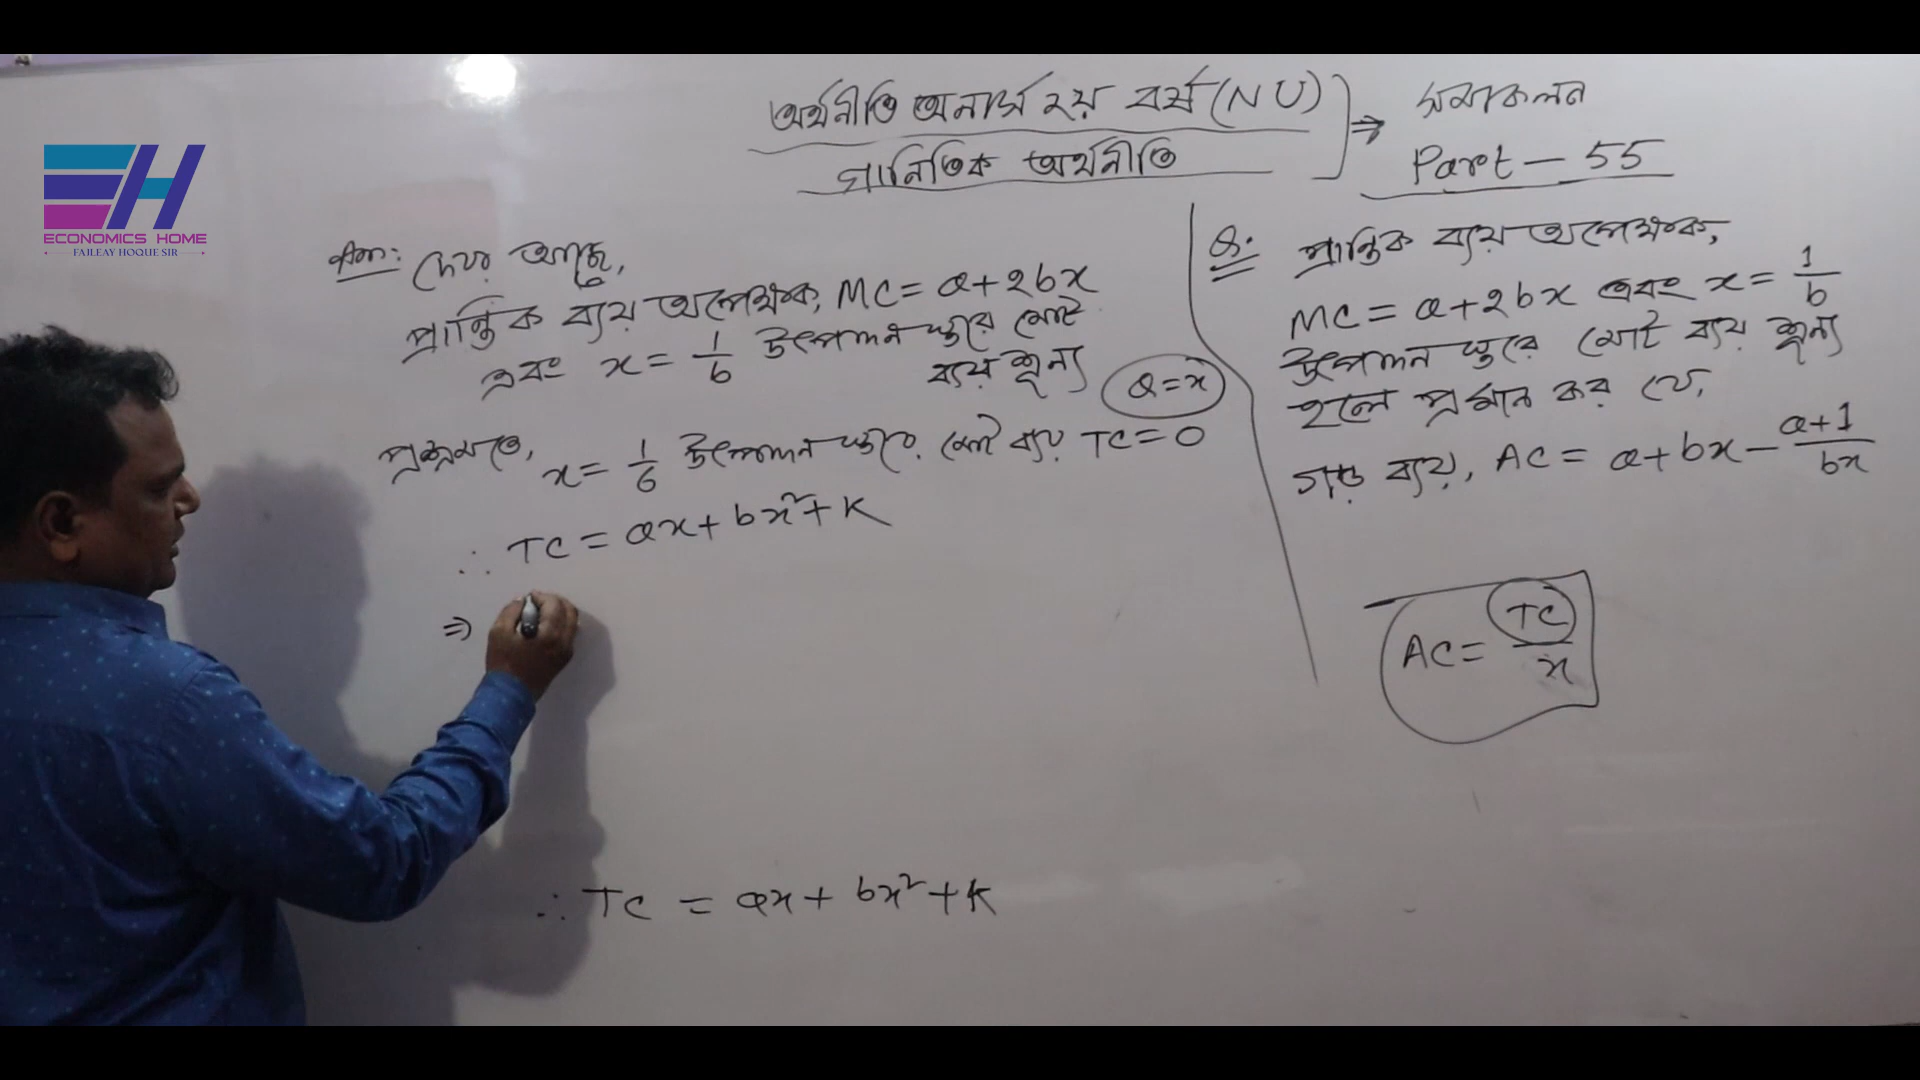 অর্থনীতি অনার্স ২য় বর্ষ (NU)
গানিতিক অর্থনীতি
⇒ সমাকলন
Part - 55
EH
ECONOMICS HOME
FAILEAY HOQUE SIR
Ans: দেয়া আছে,
প্রান্তিক ব্যয় অপেক্ষক, MC = a + 2bx
এবং x = 1/b উৎপাদন স্তরে মোট
ব্যয় শূন্য
Q = x
প্রশ্নমতে,
x = 1/b উৎপাদন স্তরে মোট ব্যয় TC = 0
∴ TC = ax + bx² + K
⇒
∴ TC = ax + bx² + K
Q: প্রান্তিক ব্যয় অপেক্ষক,
MC = a + 2bx এবং x = 1/b
উৎপাদন স্তরে মোট ব্যয় শূন্য
হলে প্রমান কর যে,
গড় ব্যয়, AC = a + bx - a+1/bx
AC = TC/x